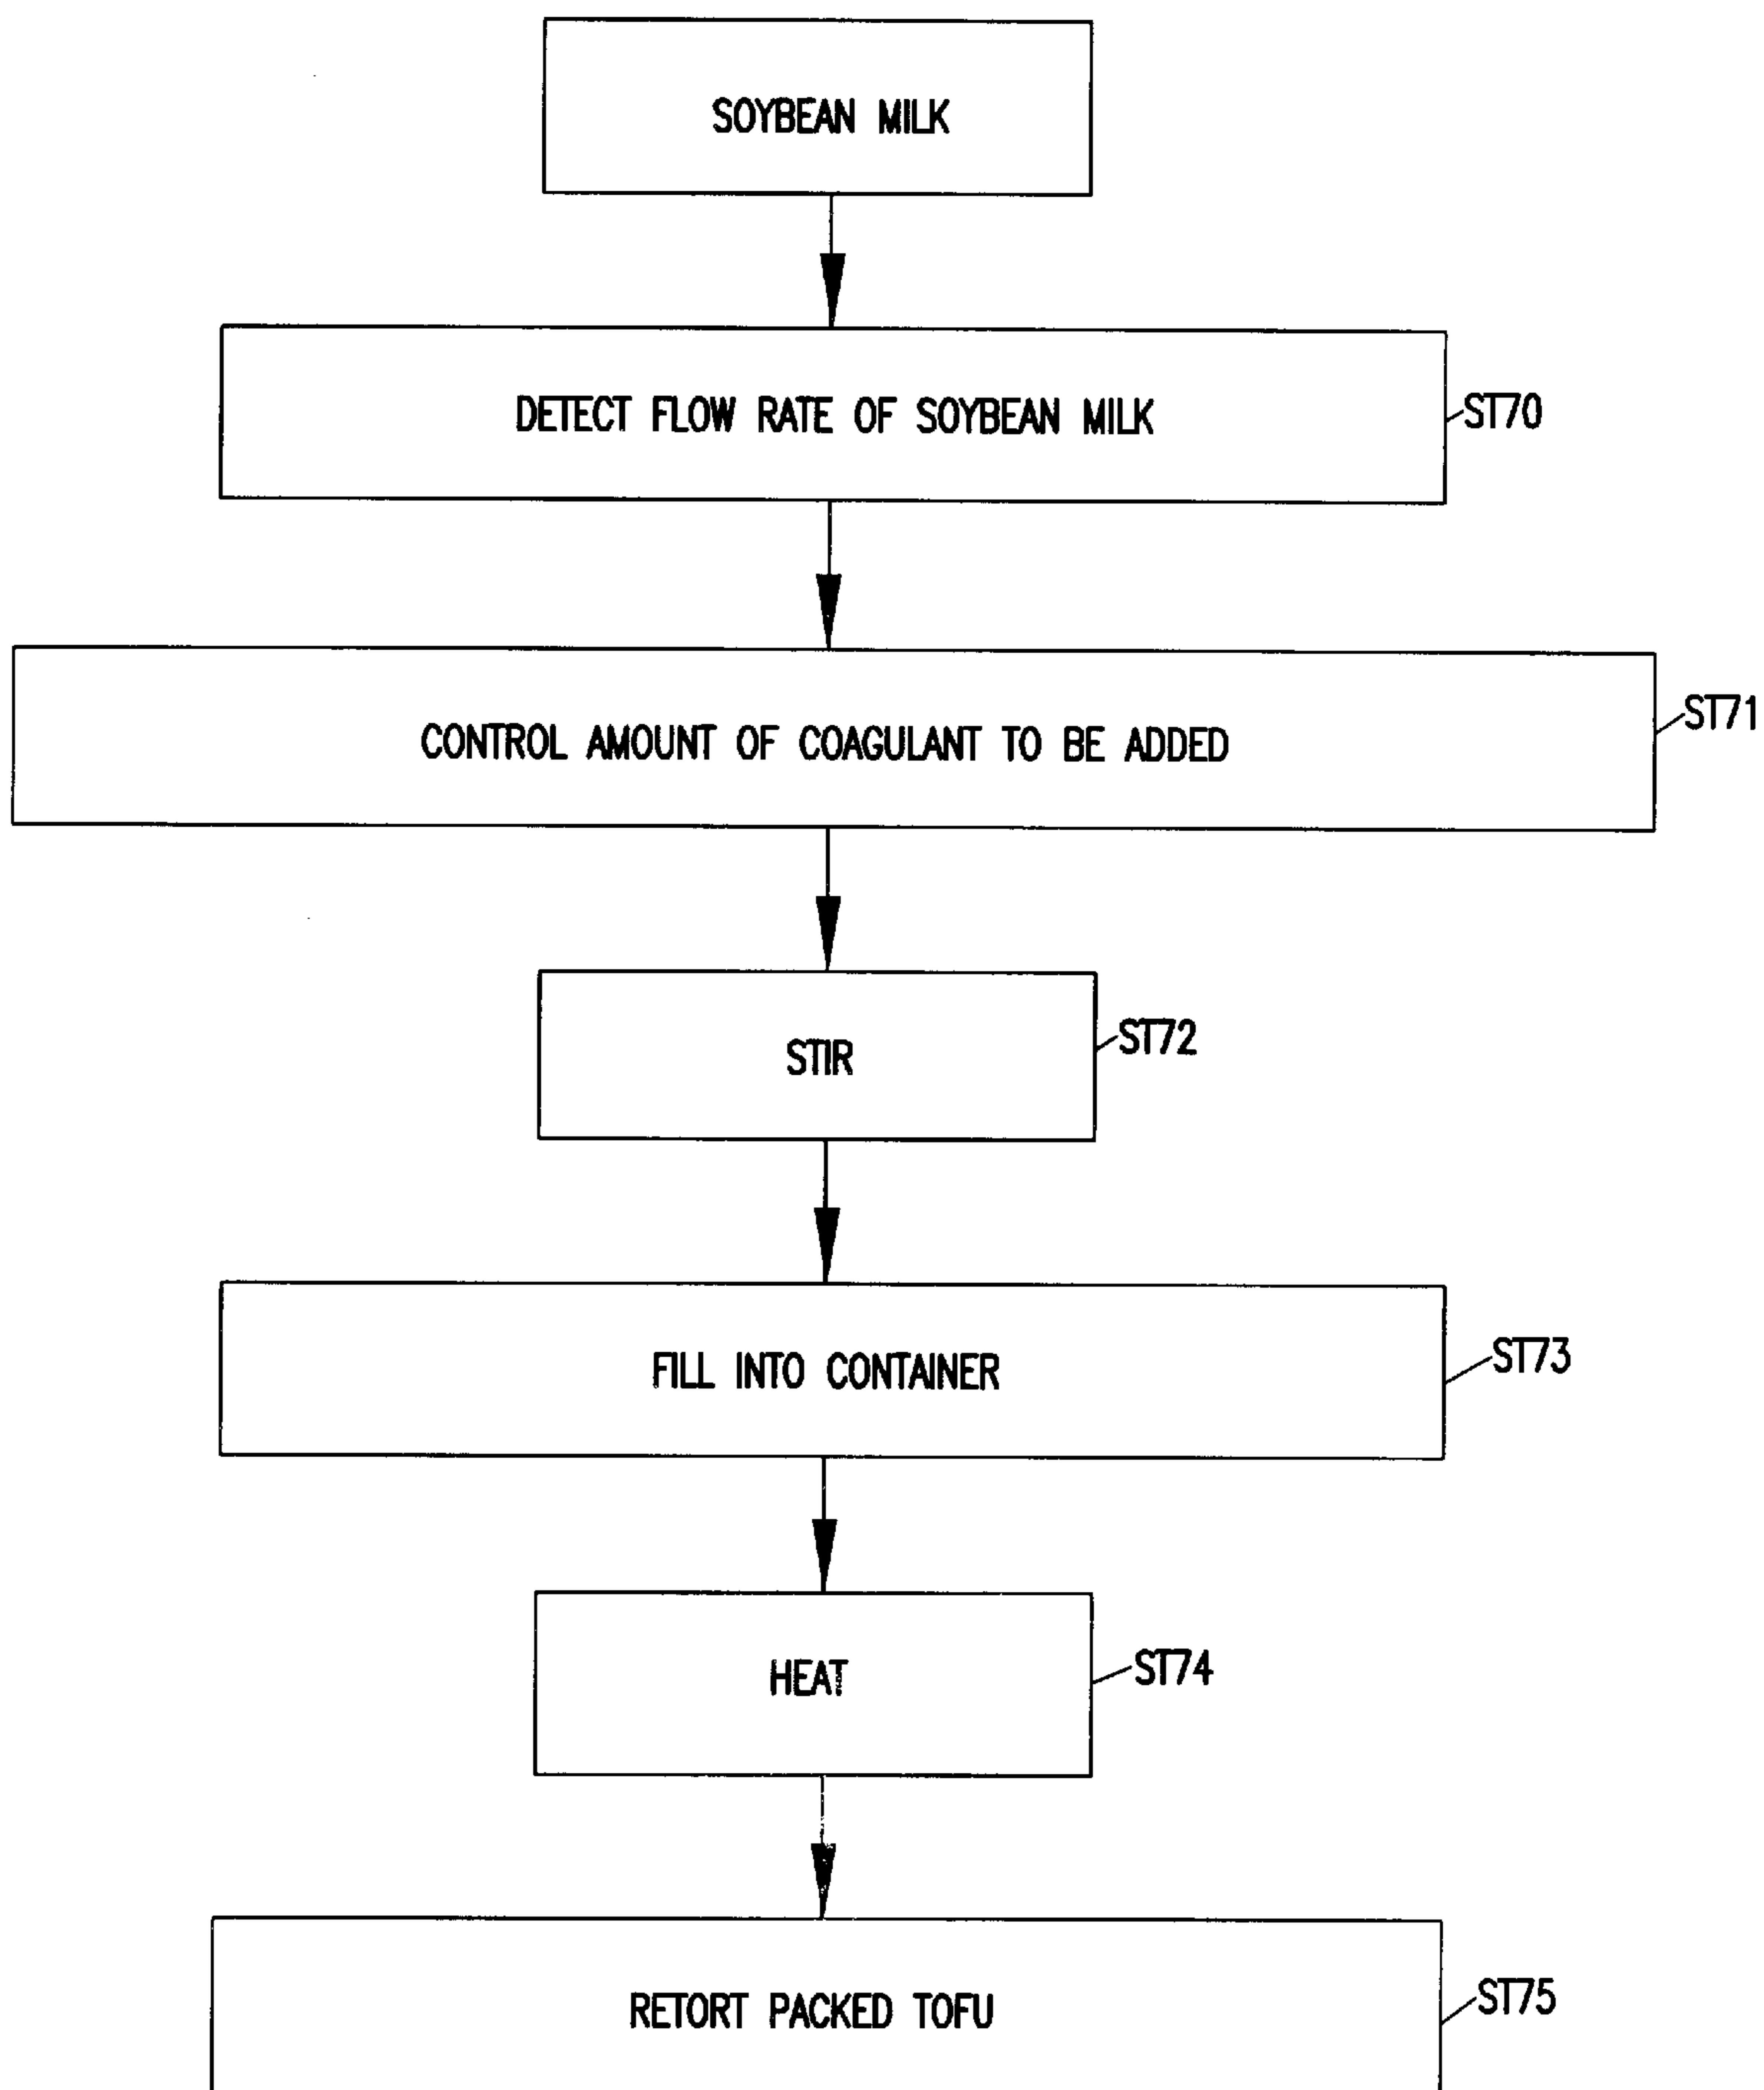 SOYBEAN MILK
DETECT FLOW RATE OF SOYBEAN MILK
ST70
CONTROL AMOUNT OF COAGULANT TO BE ADDED
ST71
STIR
ST72
FILL INTO CONTAINER
ST73
HEAT
ST74
RETORT PACKED TOFU
ST75